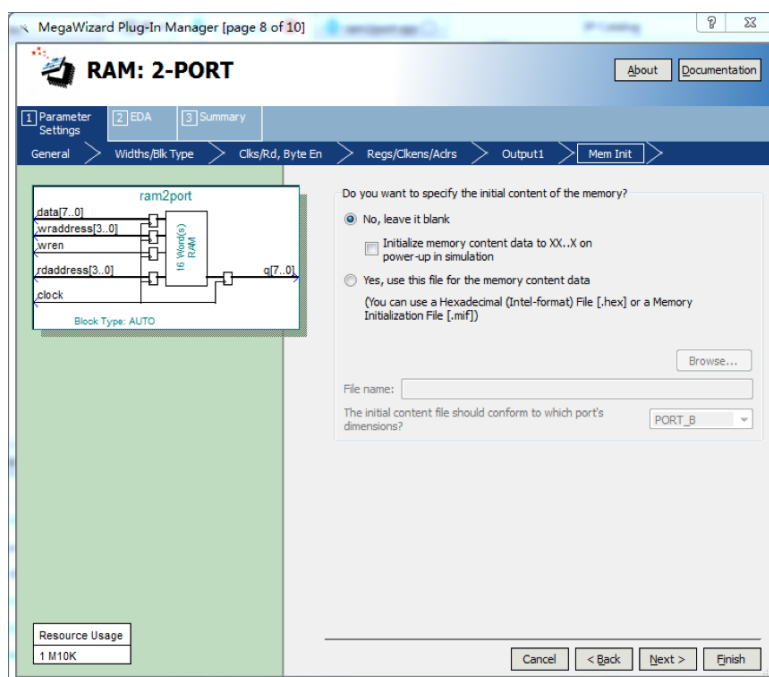 MegaWizard Plug-In Manager [page 8 of 10]
RAM: 2-PORT
About
Documentation
1 Parameter Settings
2 EDA
3 Summary
General
Widths/Blk Type
Clks/Rd, Byte En
Regs/Clkens/Aclrs
Output1
Mem Init
ram2port
data[7..0]
wraddress[3..0]
wren
rdaddress[3..0]
clock
16 Word(s)
RAM
q[7..0]
Block Type: AUTO
Do you want to specify the initial content of the memory?
No, leave it blank
Initialize memory content data to XX..X on
power-up in simulation
Yes, use this file for the memory content data
(You can use a Hexadecimal (Intel-format) File [.hex] or a Memory
Initialization File [.mif])
Browse...
File name:
The initial content file should conform to which port's
dimensions?
PORT_B
Resource Usage
1 M10K
Cancel
< Back
Next >
Finish